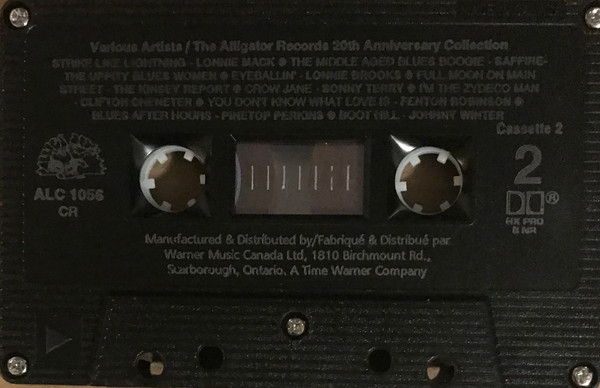 Various Artists / The Alligator Records 20th Anniversary Collection
STRIKE LIKE LIGHTNING - LONNIE MACK ● THE MIDDLE AGED BLUES BOOGIE - SAFFIRE-
THE UPPITY BLUES WOMEN ● EYEBALLIN' - LONNIE BROOKS ● FULL MOON ON MAIN
STREET - THE KINSEY REPORT ● CROW JANE - SONNY TERRY ● I'M THE ZYDECO MAN
- CLIFTON CHENIER ● YOU DON'T KNOW WHAT LOVE IS - FENTON ROBINSON ●
BLUES AFTER HOURS - PINETOP PERKINS ● BOOT HILL - JOHNNY WINTER
Cassette 2
2
ALC 1056
CR
®
HX PRO
B NR
Manufactured & Distributed by/Fabriqué & Distribué par
Warner Music Canada Ltd, 1810 Birchmount Rd.,
Scarborough, Ontario. A Time Warner Company